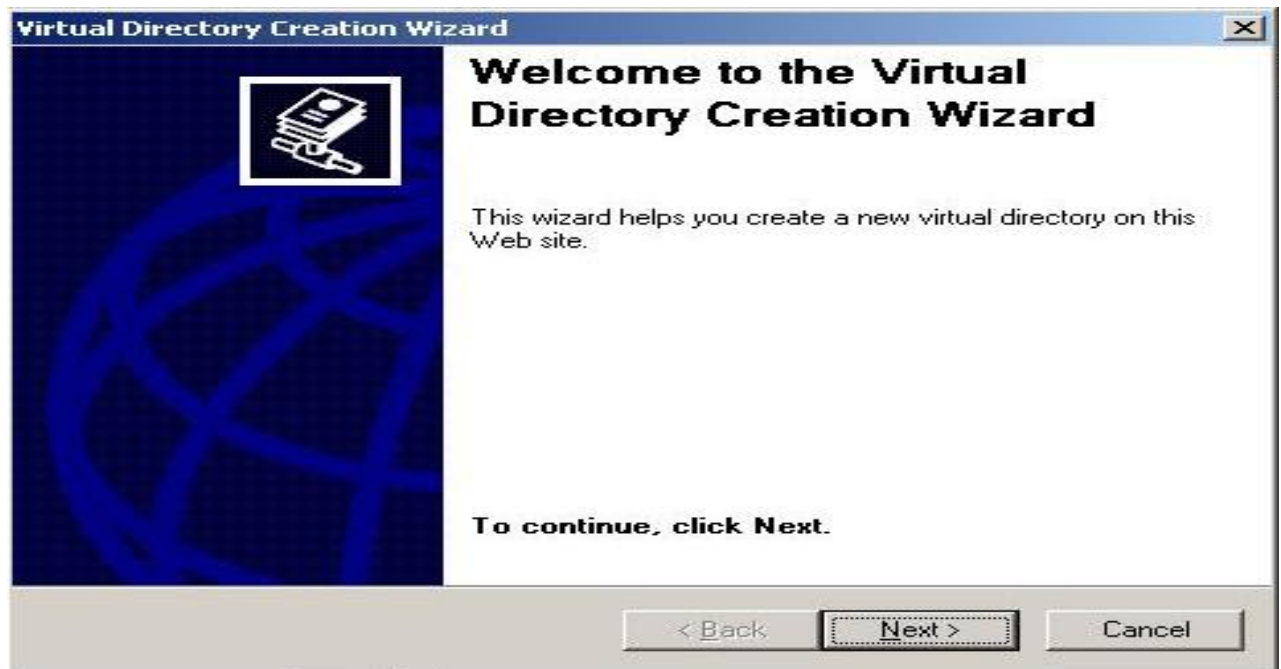 Virtual Directory Creation Wizard
Welcome to the Virtual
Directory Creation Wizard
This wizard helps you create a new virtual directory on this
Web site.
To continue, click Next.
< Back
Next >
Cancel